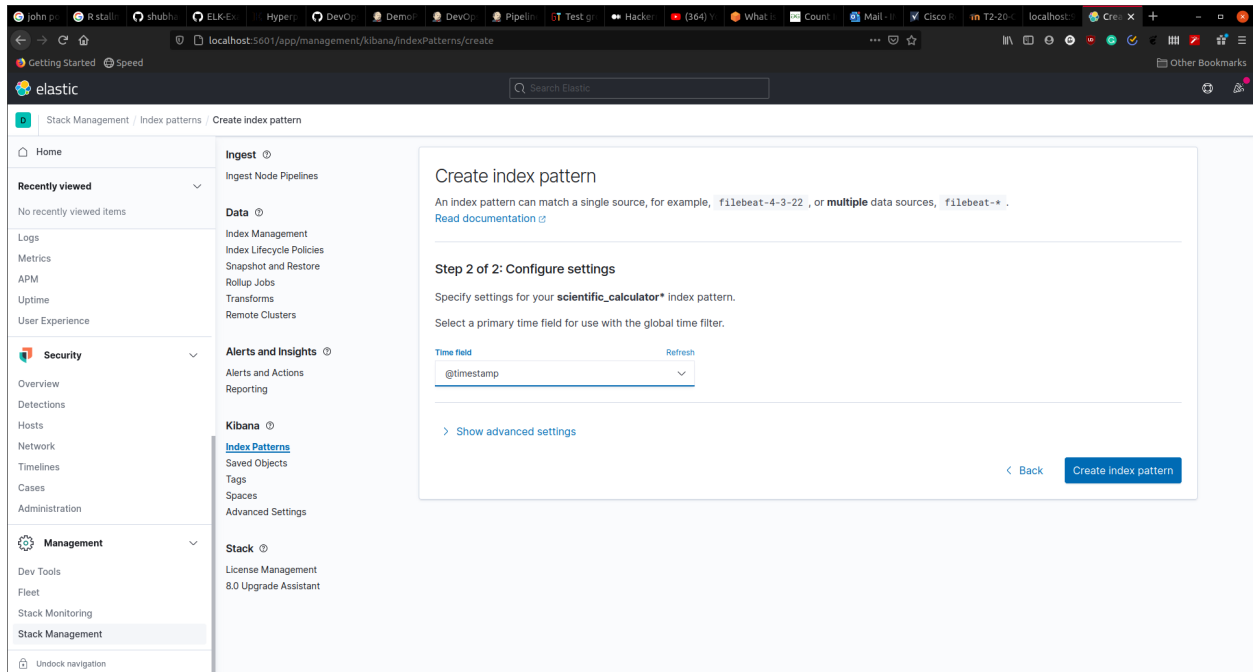 john po
R stalln
shubha
ELK-Ex
Hyperp
DevOp
DemoP
DevOp
Pipelin
Test gr
Hacker
(364) Y
What is
Count
Mail - I
Cisco R
T2-20-C
localhost:
Crea
localhost:5601/app/management/kibana/indexPatterns/create
Getting Started
Speed
Other Bookmarks
elastic
Search Elastic
D
Stack Management / Index patterns / Create index pattern
Home
Recently viewed
No recently viewed items
Logs
Metrics
APM
Uptime
User Experience
Security
Overview
Detections
Hosts
Network
Timelines
Cases
Administration
Management
Dev Tools
Fleet
Stack Monitoring
Stack Management
Undock navigation
Ingest
Ingest Node Pipelines
Data
Index Management
Index Lifecycle Policies
Snapshot and Restore
Rollup Jobs
Transforms
Remote Clusters
Alerts and Insights
Alerts and Actions
Reporting
Kibana
Index Patterns
Saved Objects
Tags
Spaces
Advanced Settings
Stack
License Management
8.0 Upgrade Assistant
Create index pattern
An index pattern can match a single source, for example, filebeat-4-3-22 , or multiple data sources, filebeat-* .
Read documentation
Step 2 of 2: Configure settings
Specify settings for your scientific_calculator* index pattern.
Select a primary time field for use with the global time filter.
Time field
Refresh
@timestamp
Show advanced settings
Back
Create index pattern